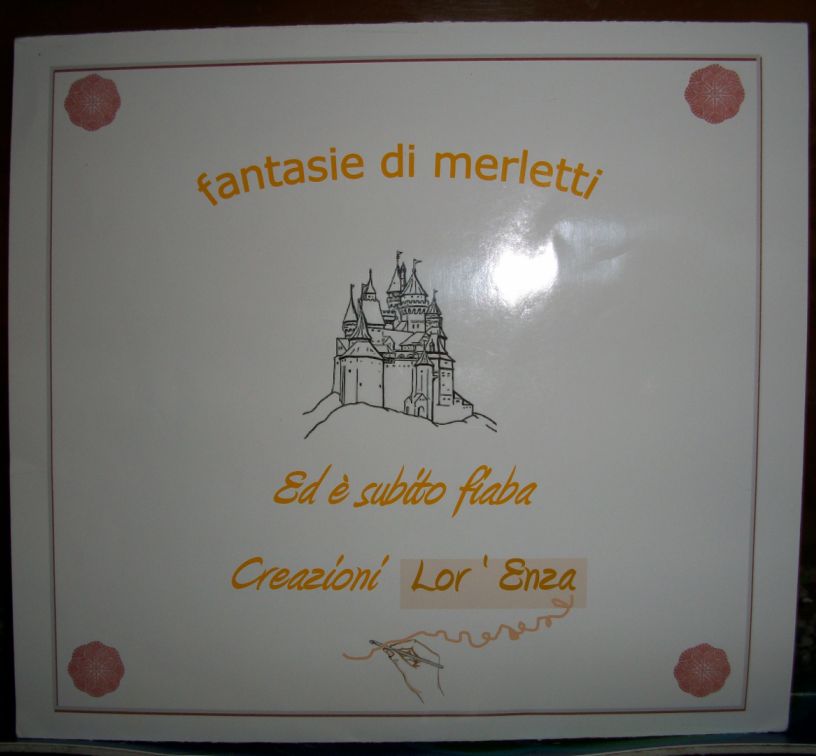 fantasie di merletti
Ed è subito fiaba
Creazioni Lor'Enza